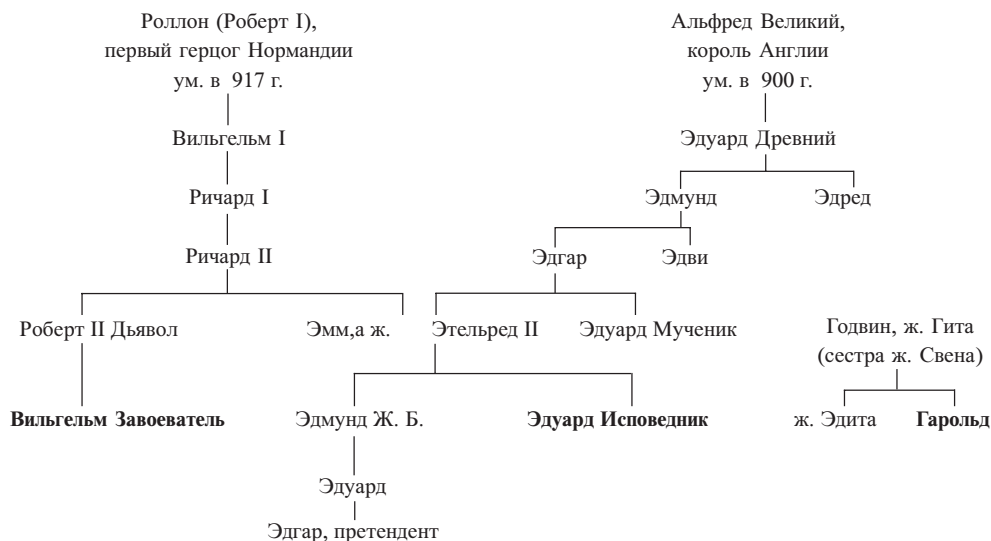 Роллон (Роберт I),
первый герцог Нормандии
ум. в 917 г.
Альфред Великий,
король Англии
ум. в 900 г.
Вильгельм I
Эдуард Древний
Ричард I
Эдмунд
Эдред
Ричард II
Эдгар
Эдви
Роберт II Дьявол
Эмм,а ж.
Этельред II
Эдуард Мученик
Годвин, ж. Гита
(сестра ж. Свена)
Вильгельм Завоеватель
Эдмунд Ж. Б.
Эдуард Исповедник
ж. Эдита
Гарольд
Эдуард
Эдгар, претендент